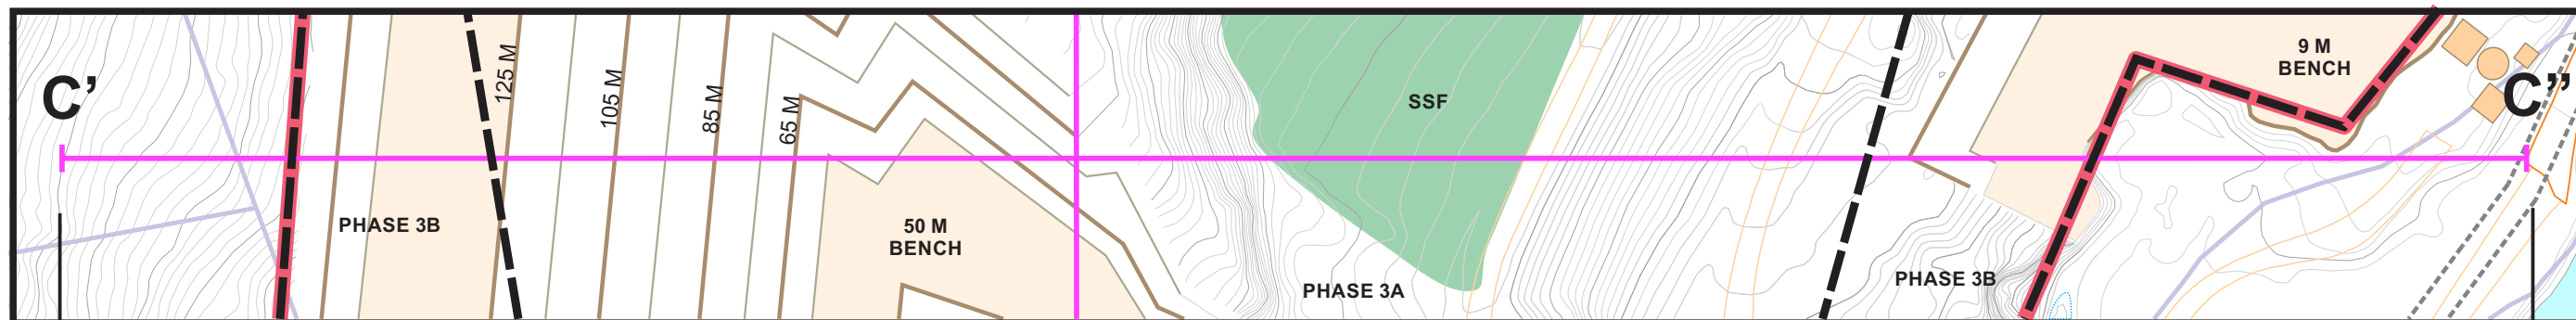 C’
PHASE 3B
125 M
105 M
85 M
65 M
50 M
BENCH
SSF
PHASE 3A
PHASE 3B
9 M
BENCH
C”